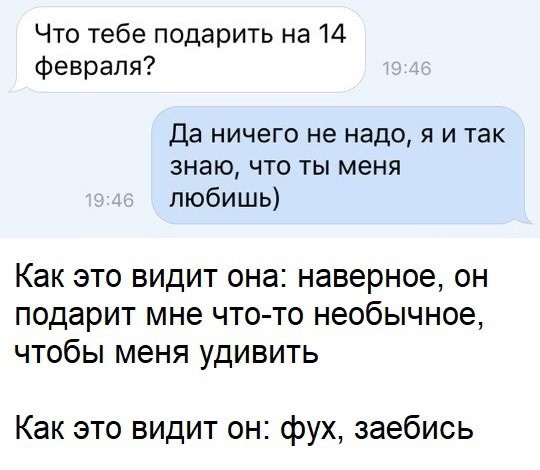 Что тебе подарить на 14
февраля?
19:46
Да ничего не надо, я и так
знаю, что ты меня
19:46
любишь)
Как это видит она: наверное, он
подарит мне что-то необычное,
чтобы меня удивить
Как это видит он: фух, заебись